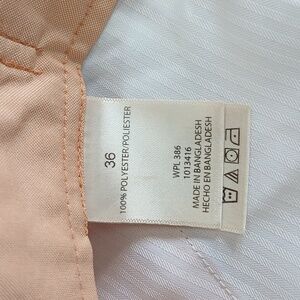 36
100% POLYESTER/POLIESTER
WPL 386
1013416
MADE IN BANGLADESH
HECHO EN BANGLADESH